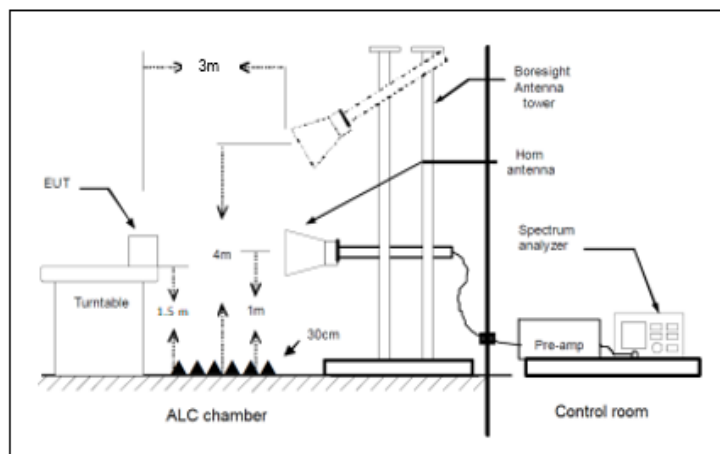 3m
Boresight
Antenna
tower
Horn
antenna
EUT
Spectrum
analyzer
4m
Turntable
1.5 m
1m
30cm
Pre-amp
ALC chamber
Control room